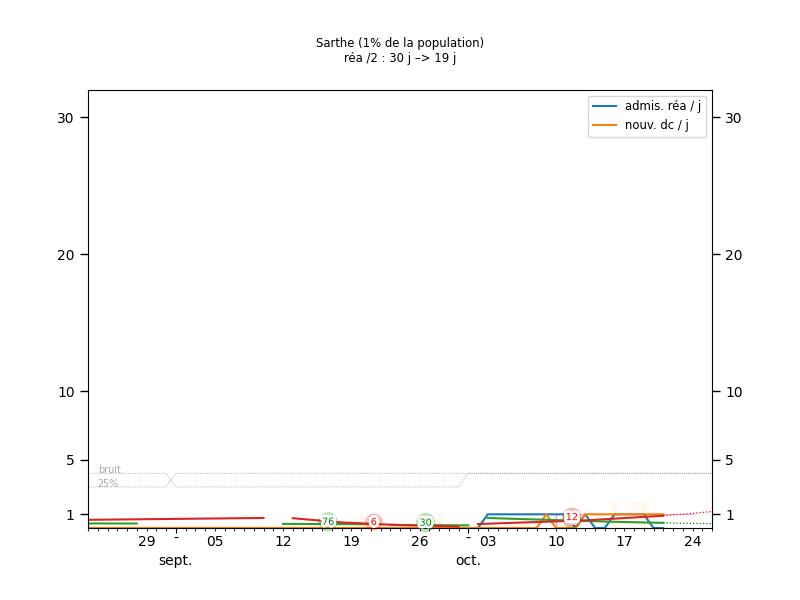 Sarthe (1% de la population)
réa /2 : 30 j –> 19 j
admis. réa / j
nouv. dc / j
30 30
20 20
10 10
5 5
1 1
bruit
25%
76 6 30 12
29 - 05 12 19 26 - 03 10 17 24
sept. oct.